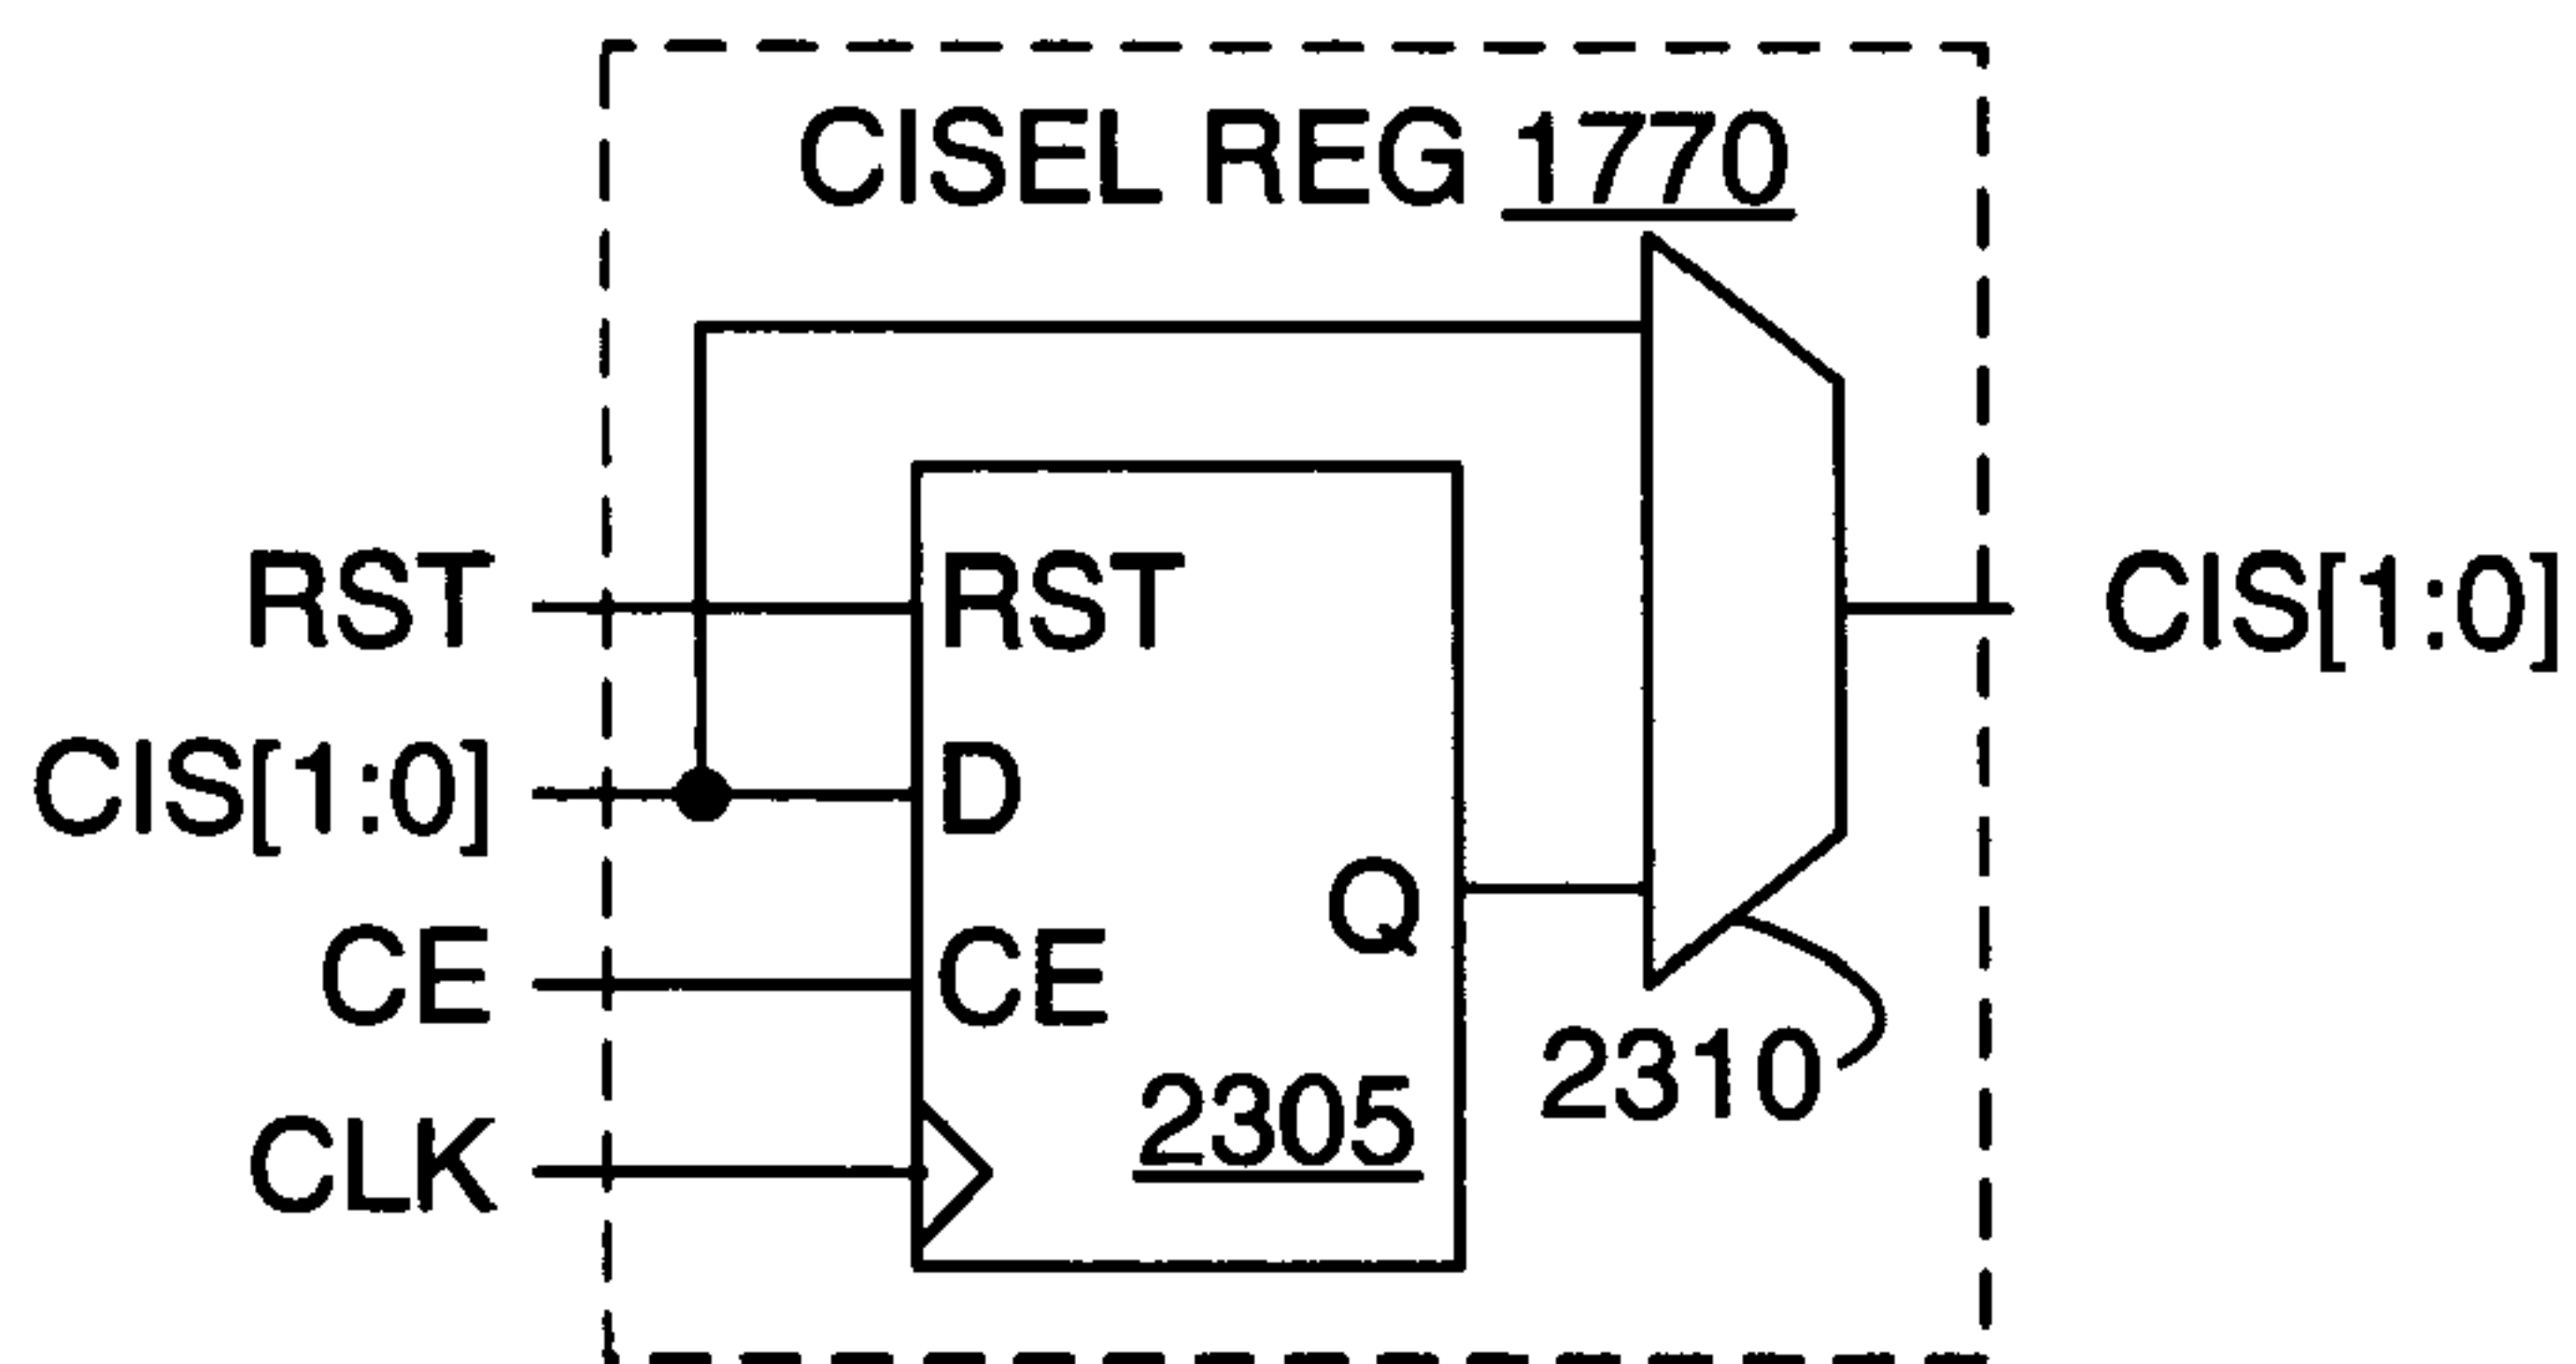 CISEL REG 1770
RST
RST
CIS[1:0]
CIS[1:0]
D
Q
CE
CE
2310
2305
CLK